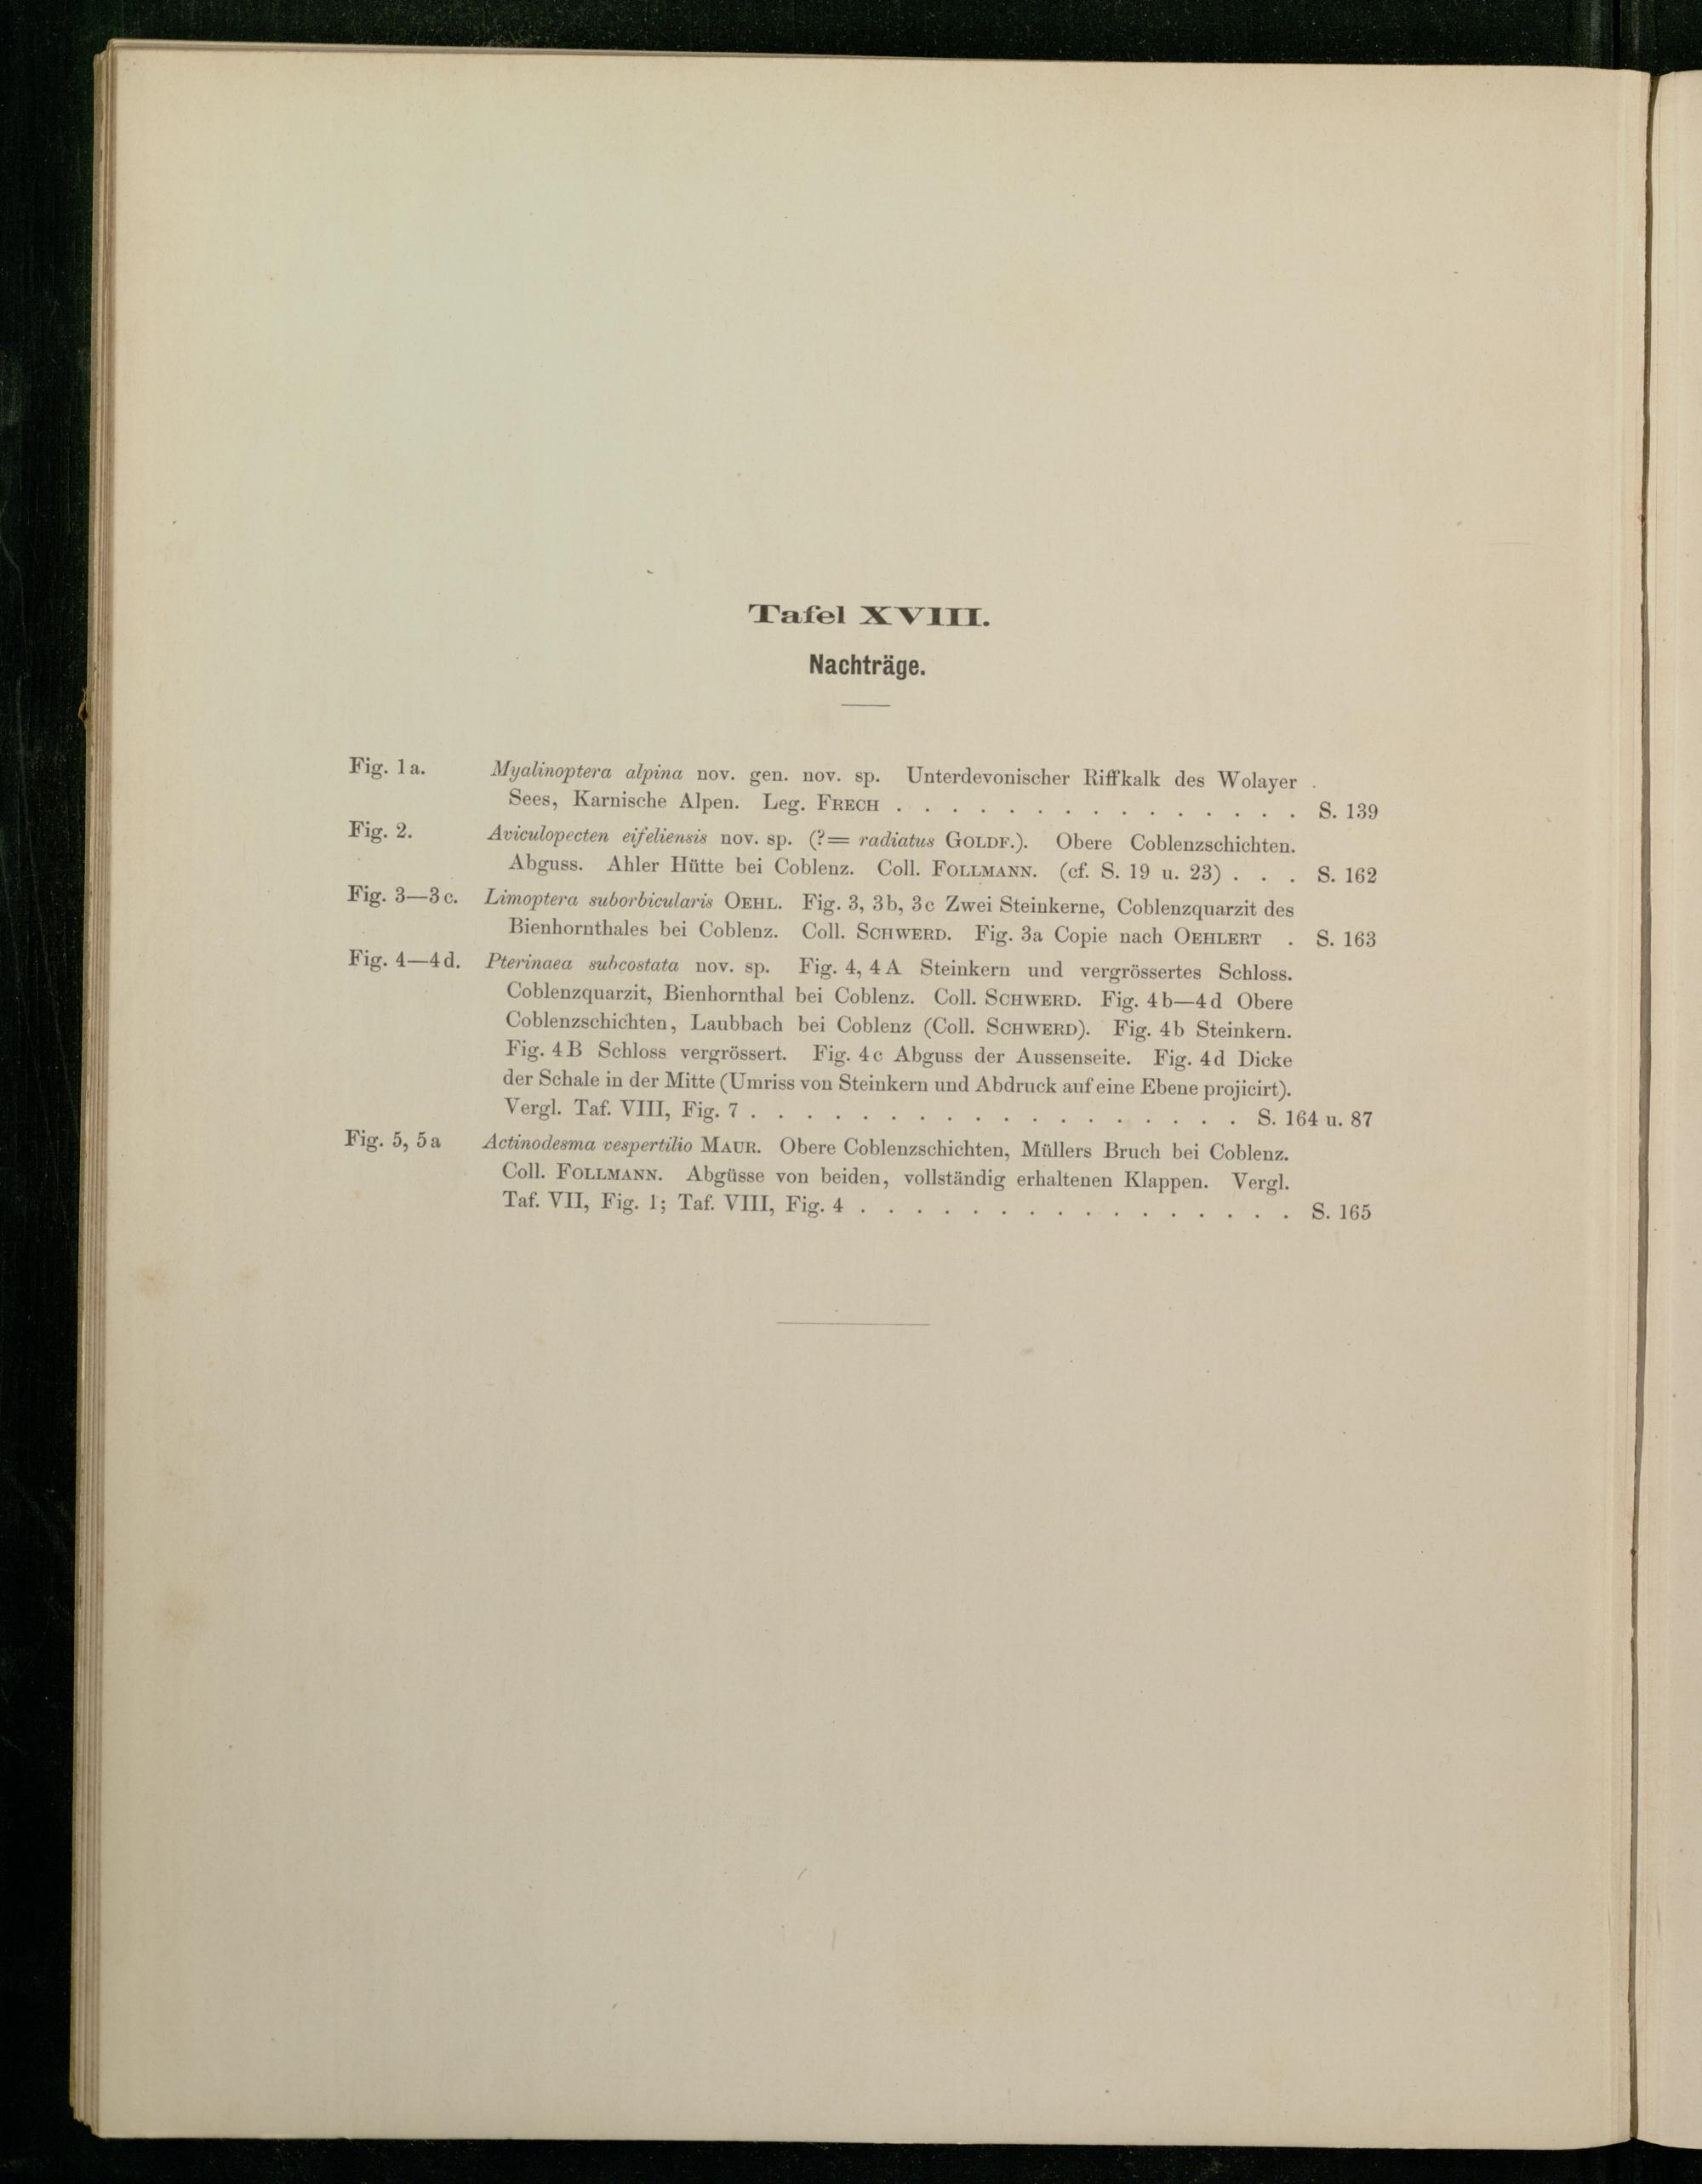 Tafel XVIII.
Nachträge.
Fig. 1a. Myalinoptera alpina nov. gen. nov. sp. Unterdevonischer Riffkalk des Wolayer
Sees, Karnische Alpen. Leg. FRECH . . . . . . . . . . . . . . . S. 139
Fig. 2. Aviculopecten eifeliensis nov. sp. (?= radiatus GOLDF.). Obere Coblenzschichten.
Abguss. Ahler Hütte bei Coblenz. Coll. FOLLMANN. (cf. S. 19 u. 23) . . . S. 162
Fig. 3—3c. Limoptera suborbicularis OEHL. Fig. 3, 3b, 3c Zwei Steinkerne, Coblenzquarzit des
Bienhornthales bei Coblenz. Coll. SCHWERD. Fig. 3a Copie nach OEHLERT . S. 163
Fig. 4—4d. Pterinaea subcostata nov. sp. Fig. 4, 4A Steinkern und vergrössertes Schloss.
Coblenzquarzit, Bienhornthal bei Coblenz. Coll. SCHWERD. Fig. 4b—4d Obere
Coblenzschichten, Laubbach bei Coblenz (Coll. SCHWERD). Fig. 4b Steinkern.
Fig. 4B Schloss vergrössert. Fig. 4c Abguss der Aussenseite. Fig. 4d Dicke
der Schale in der Mitte (Umriss von Steinkern und Abdruck auf eine Ebene projicirt).
Vergl. Taf. VIII, Fig. 7 . . . . . . . . . . . . . . . . . . S. 164 u. 87
Fig. 5, 5a Actinodesma vespertilio MAUR. Obere Coblenzschichten, Müllers Bruch bei Coblenz.
Coll. FOLLMANN. Abgüsse von beiden, vollständig erhaltenen Klappen. Vergl.
Taf. VII, Fig. 1; Taf. VIII, Fig. 4 . . . . . . . . . . . . . . . . S. 165